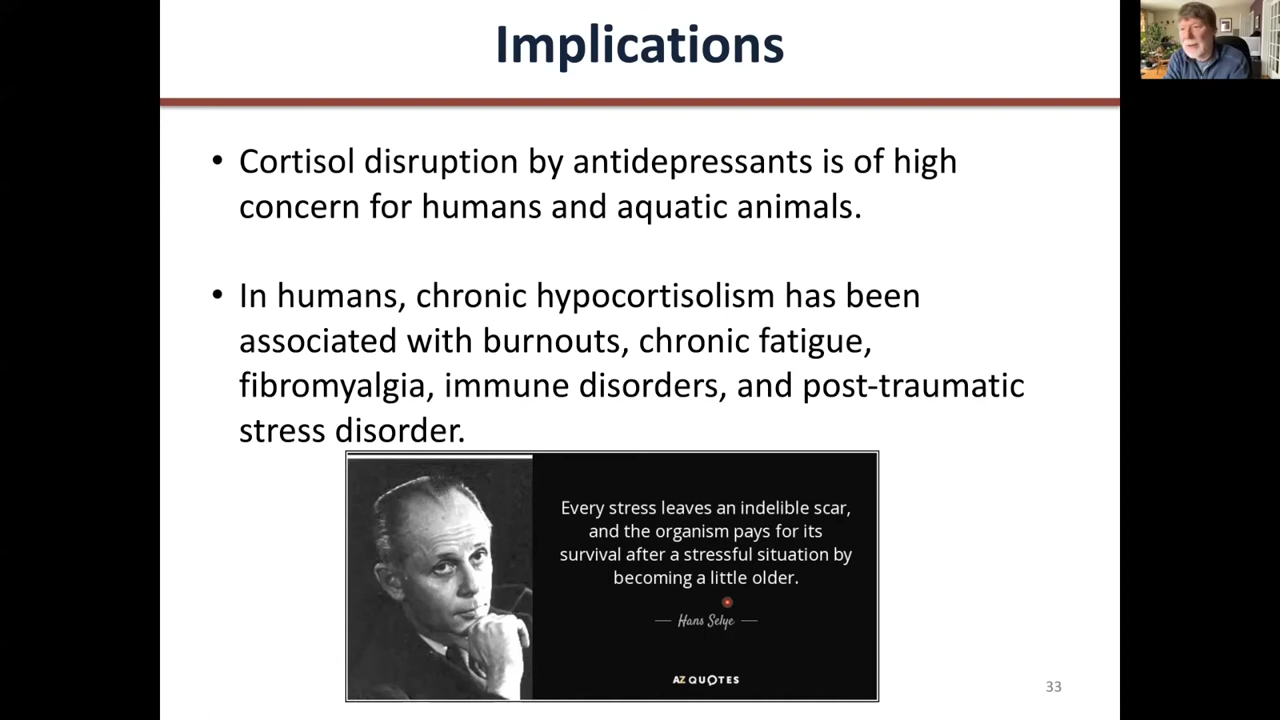 Implications
• Cortisol disruption by antidepressants is of high
concern for humans and aquatic animals.
• In humans, chronic hypocortisolism has been
associated with burnouts, chronic fatigue,
fibromyalgia, immune disorders, and post-traumatic
stress disorder.
Every stress leaves an indelible scar,
and the organism pays for its
survival after a stressful situation by
becoming a little older.
— Hans Selye —
AZ QUOTES
33